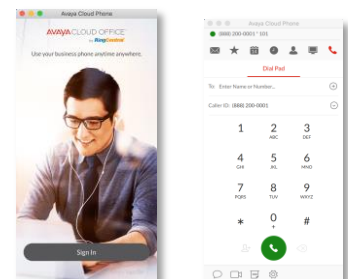 Avaya Cloud Phone
AVAYA CLOUD OFFICE™
by RingCentral
Use your business phone anytime anywhere.
Sign In
Avaya Cloud Phone
(888) 200-0001 * 101
Dial Pad
To: Enter Name or Number...
Caller ID: (888) 200-0001
1 2 3
ABC DEF
4 5 6
GHI JKL MNO
7 8 9
PQRS TUV WXYZ
* 0 #
+